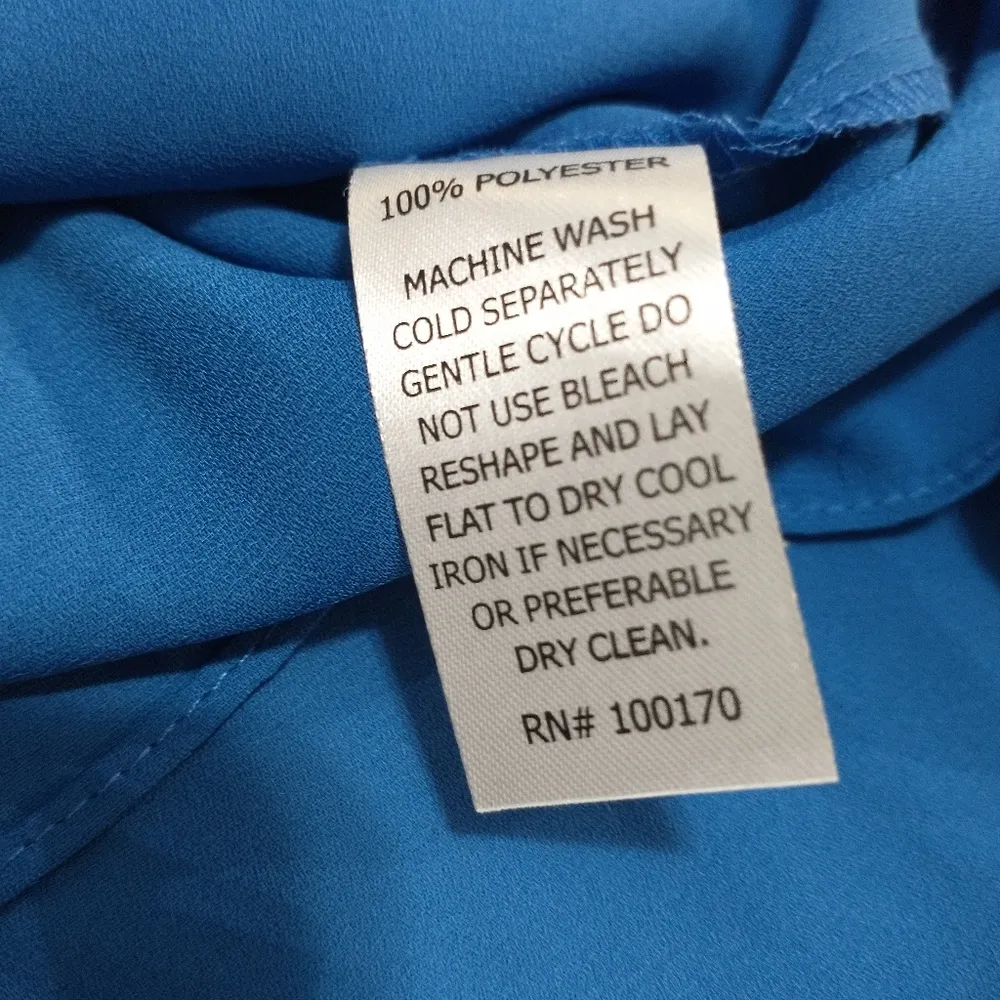 100% POLYESTER
MACHINE WASH
COLD SEPARATELY
GENTLE CYCLE DO
NOT USE BLEACH
RESHAPE AND LAY
FLAT TO DRY COOL
IRON IF NECESSARY
OR PREFERABLE
DRY CLEAN.
RN# 100170